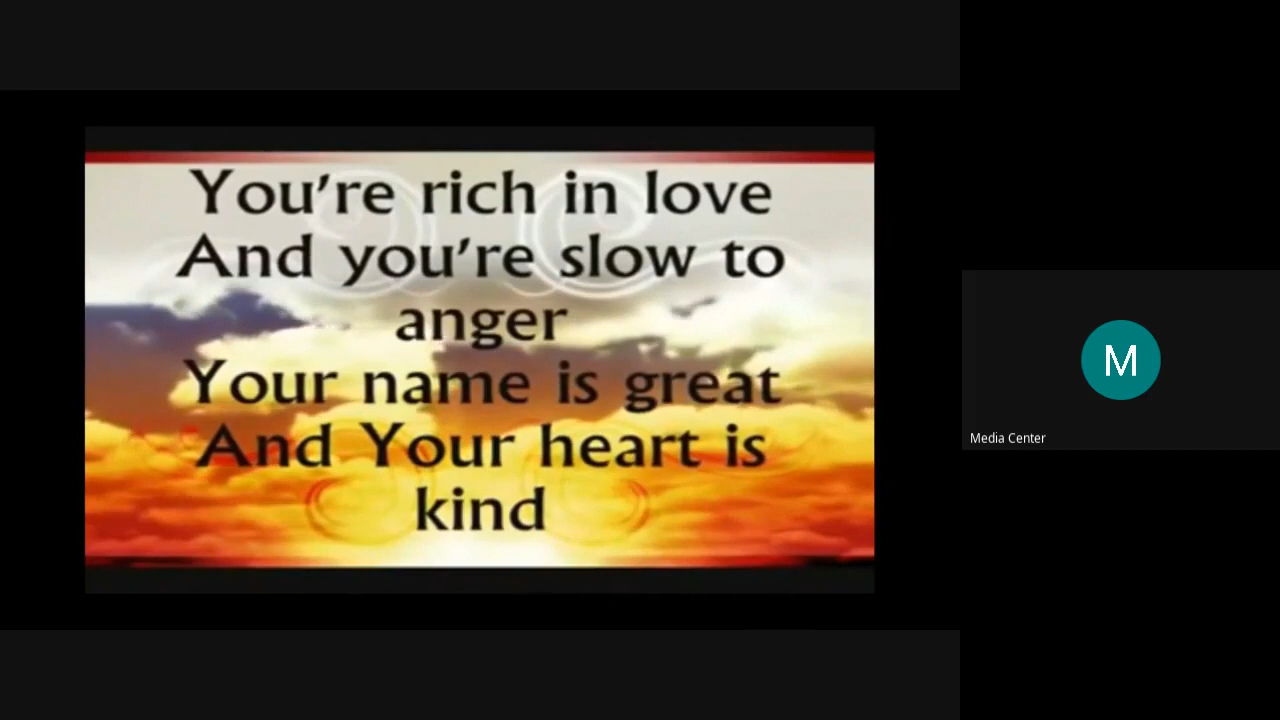 You're rich in love
And you're slow to
anger
Your name is great
And Your heart is
kind
M
Media Center